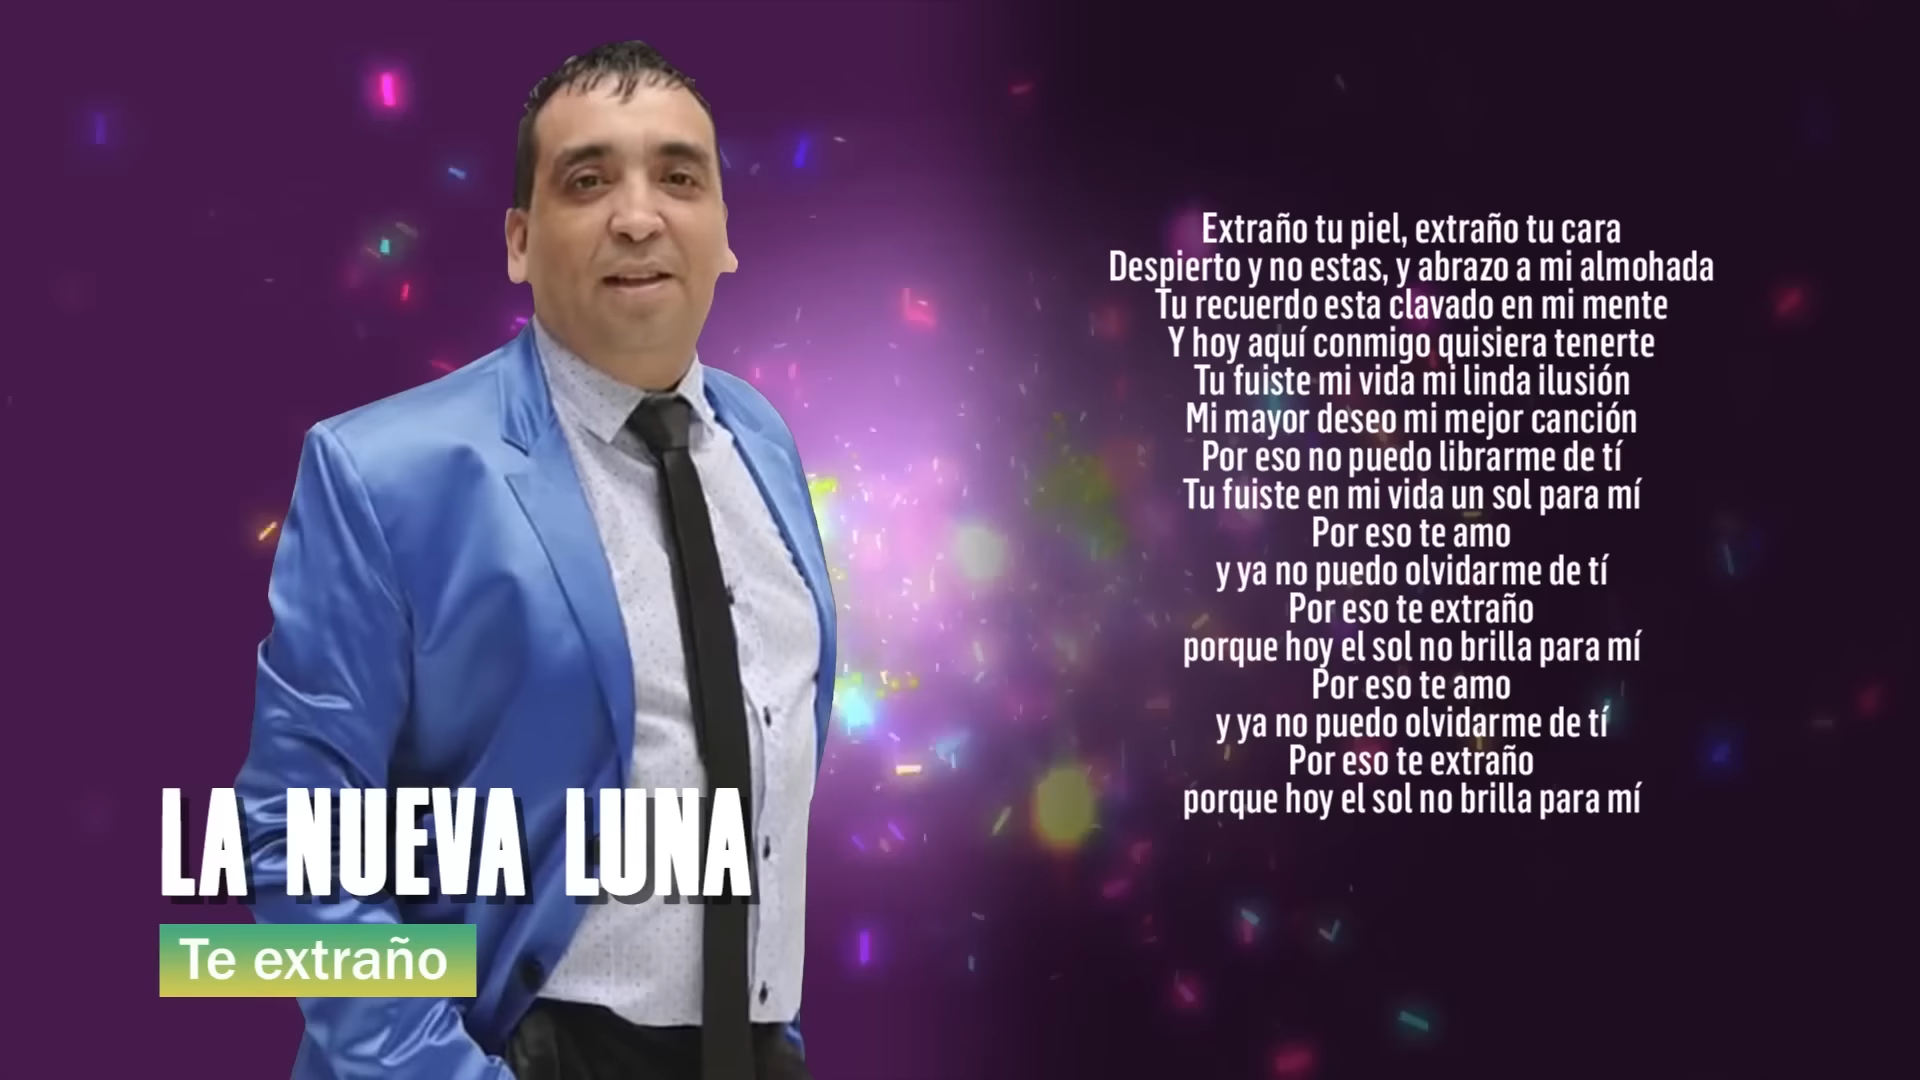 Extraño tu piel, extraño tu cara
Despierto y no estas, y abrazo a mi almohada
Tu recuerdo esta clavado en mi mente
Y hoy aquí conmigo quisiera tenerte
Tu fuiste mi vida mi linda ilusión
Mi mayor deseo mi mejor canción
Por eso no puedo librarme de tí
Tu fuiste en mi vida un sol para mí
Por eso te amo
y ya no puedo olvidarme de tí
Por eso te extraño
porque hoy el sol no brilla para mí
Por eso te amo
y ya no puedo olvidarme de tí
Por eso te extraño
porque hoy el sol no brilla para mí
LA NUEVA LUNA
Te extraño